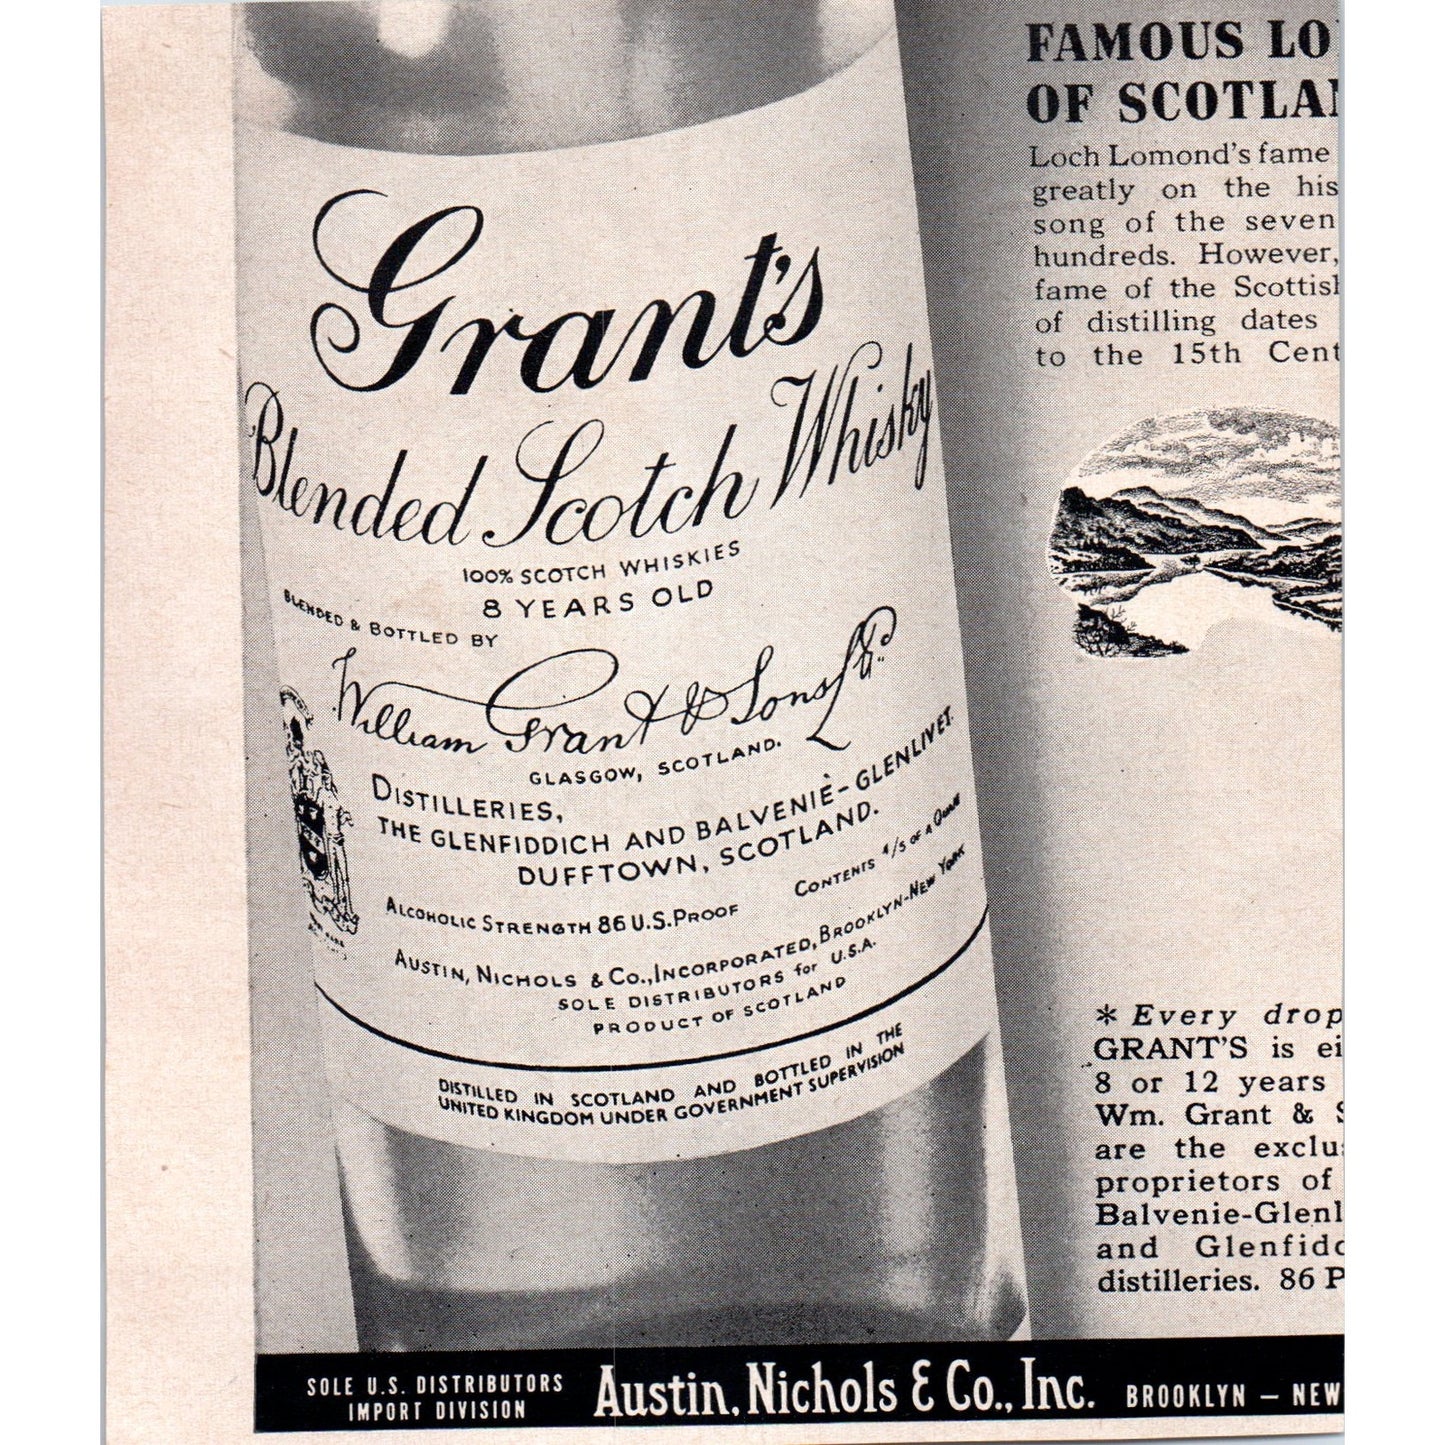 Grant's
Blended Scotch Whisky
100% SCOTCH WHISKIES
8 YEARS OLD
BLENDED & BOTTLED BY
William Grant & Sons Ltd.
GLASGOW, SCOTLAND.
DISTILLERIES,
THE GLENFIDDICH AND BALVENIE-GLENLIVET.
DUFFTOWN, SCOTLAND.
ALCOHOLIC STRENGTH 86 U.S. PROOF
CONTENTS 4/5 OF A QUART
AUSTIN, NICHOLS & CO., INCORPORATED, BROOKLYN-NEW YORK
SOLE DISTRIBUTORS for U.S.A.
PRODUCT OF SCOTLAND
DISTILLED IN SCOTLAND AND BOTTLED IN THE
UNITED KINGDOM UNDER GOVERNMENT SUPERVISION
FAMOUS LO
OF SCOTLA
Loch Lomond's fame
greatly on the his
song of the seven
hundreds. However,
fame of the Scottis
of distilling dates
to the 15th Cent
* Every drop
GRANT'S is ei
8 or 12 years
Wm. Grant &
are the exclu
proprietors of
Balvenie-Glenl
and Glenfidd
distilleries. 86 P
SOLE U.S. DISTRIBUTORS
IMPORT DIVISION
Austin, Nichols & Co., Inc.
BROOKLYN — NEW